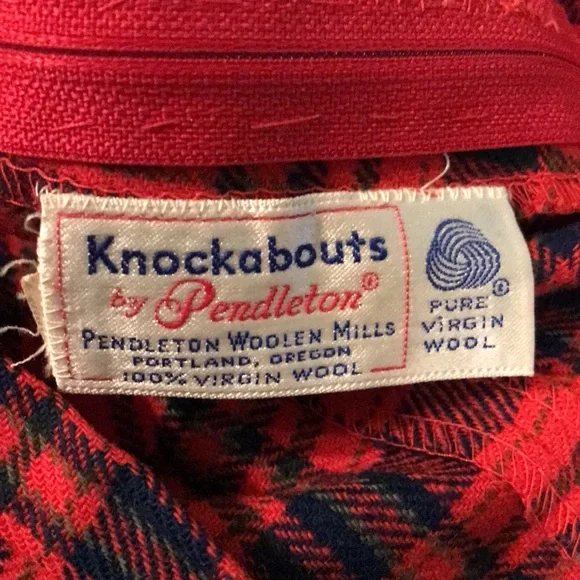 Knockabouts
by Pendleton®
PENDLETON WOOLEN MILLS
PORTLAND, OREGON
100% VIRGIN WOOL
®
PURE
VIRGIN
WOOL